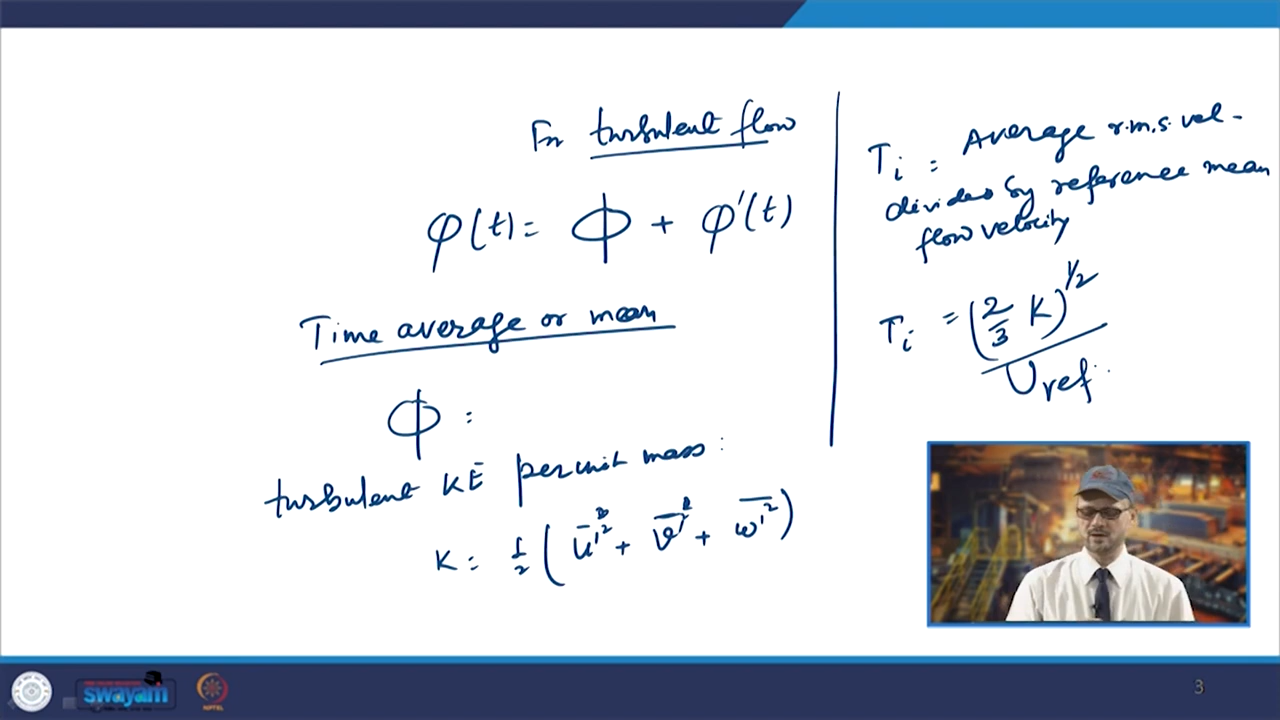 For turbulent flow
φ(t) = Φ + φ'(t)
Time average or mean
Φ =
turbulent KE per unit mass :
K = 1/2 ( u'² + v'² + w'² )
Ti = Average r.m.s. vel.
divided by reference mean
flow velocity
Ti = (2/3 K)^1/2 / Uref.
swayam
NPTEL
3